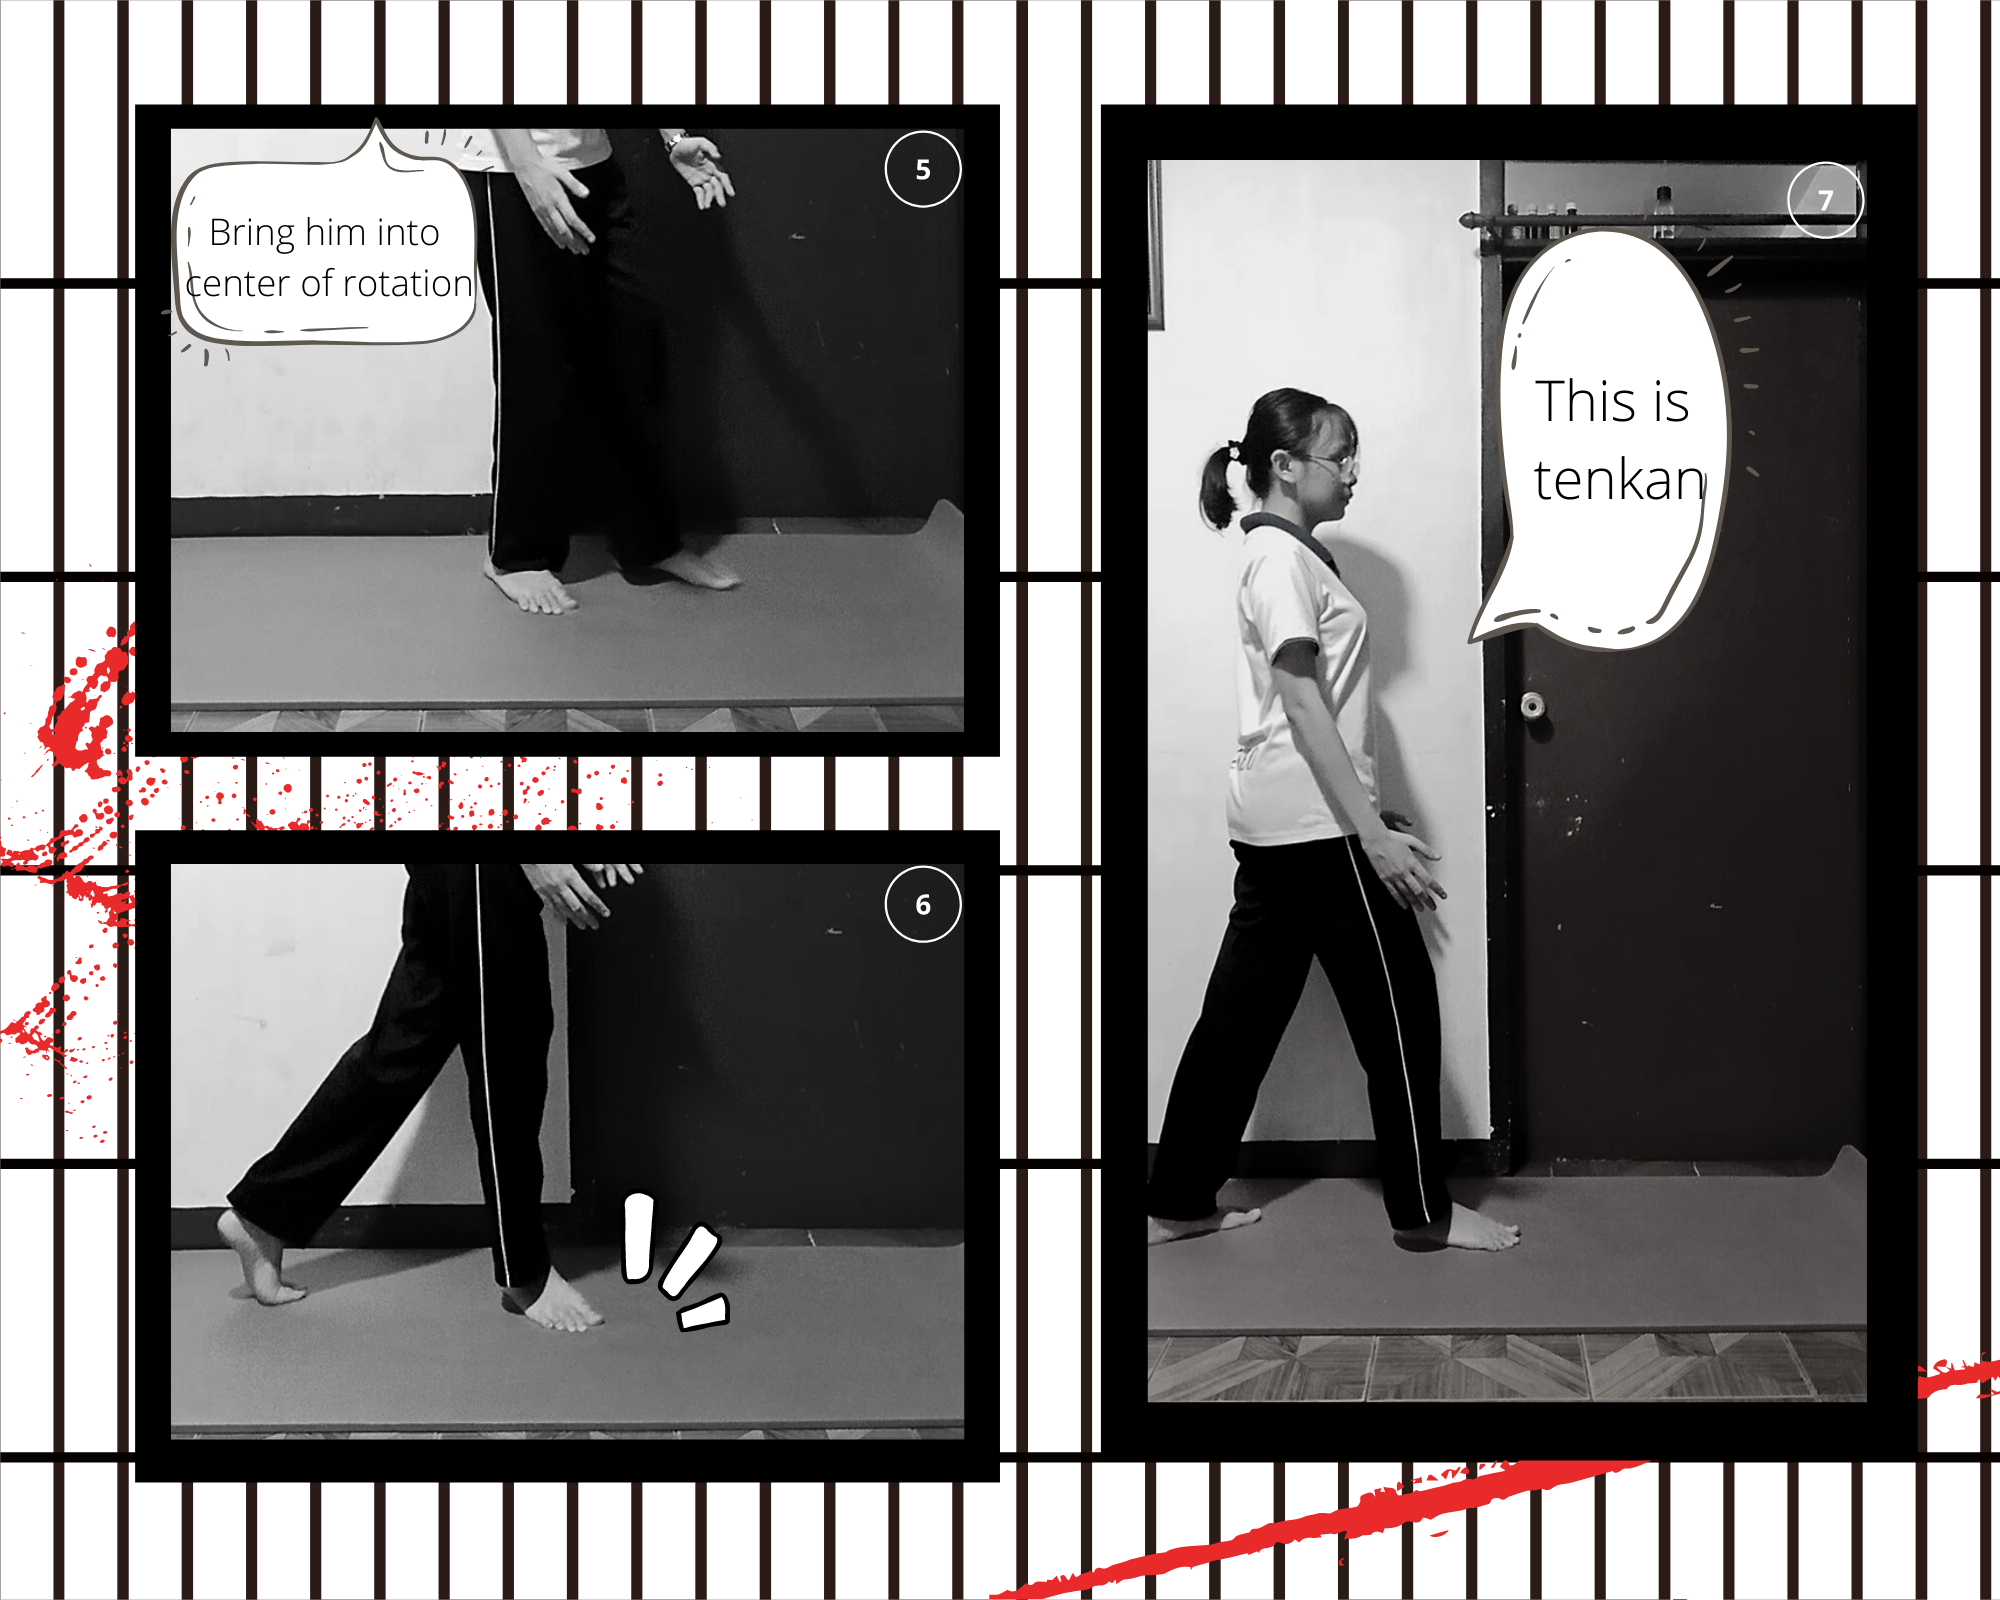 5
Bring him into
center of rotation
6
7
This is
tenkan